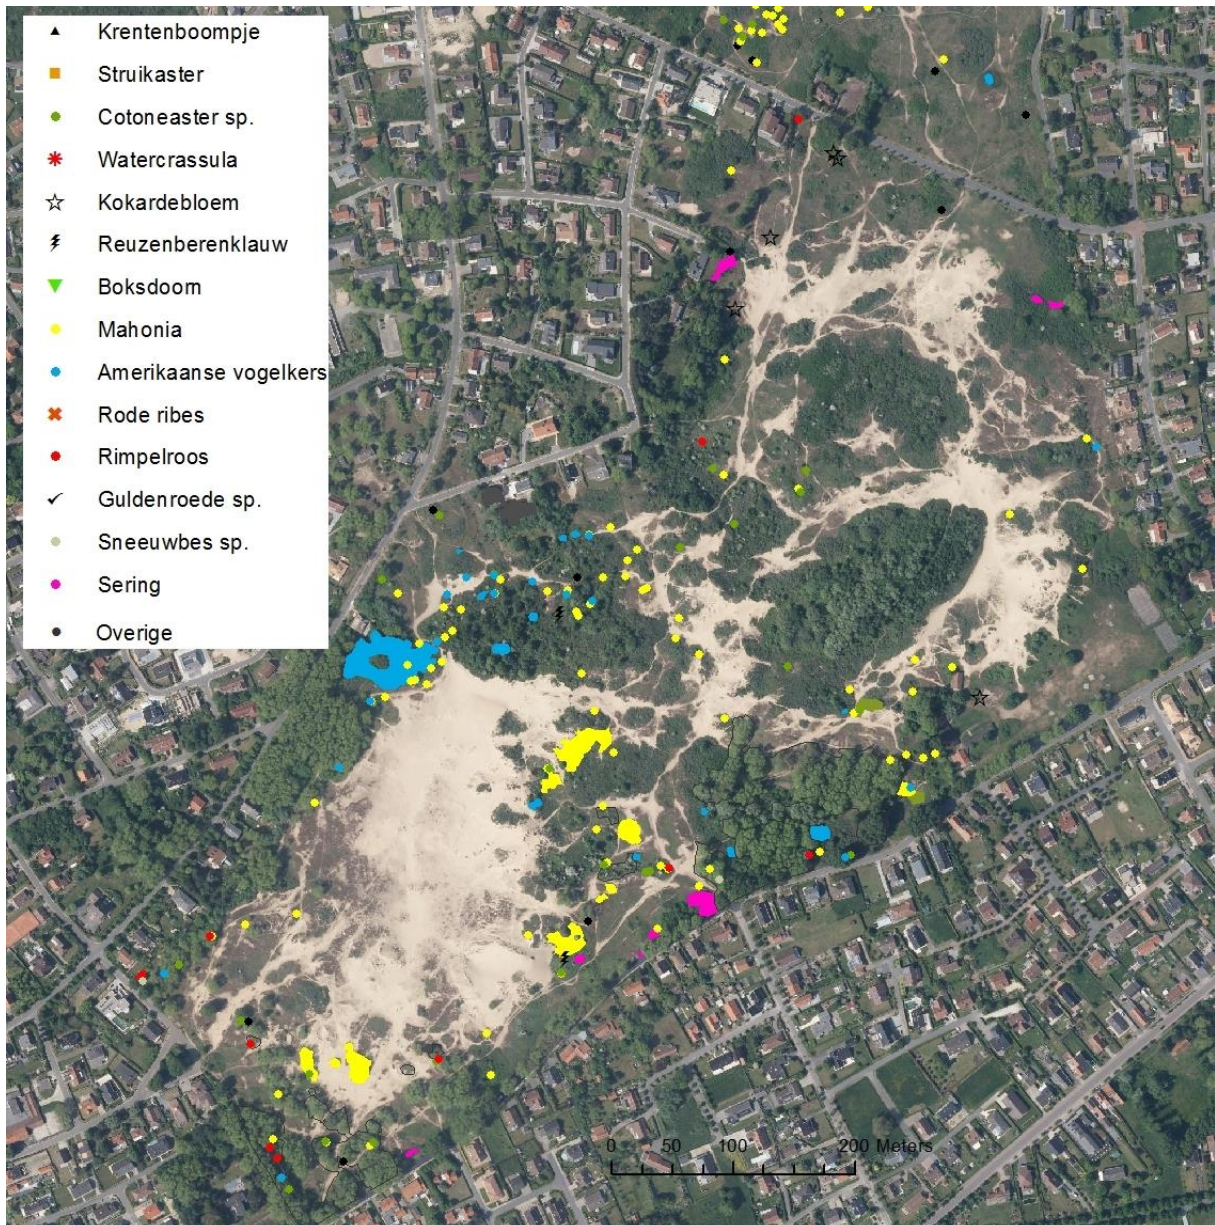 Krentenboompje
Struikaster
Cotoneaster sp.
Watercrassula
Kokardebloem
Reuzenberenklauw
Boksdoorn
Mahonia
Amerikaanse vogelkers
Rode ribes
Rimpelroos
Guldenroede sp.
Sneeuwbes sp.
Sering
Overige
0 50 100 200 Meters